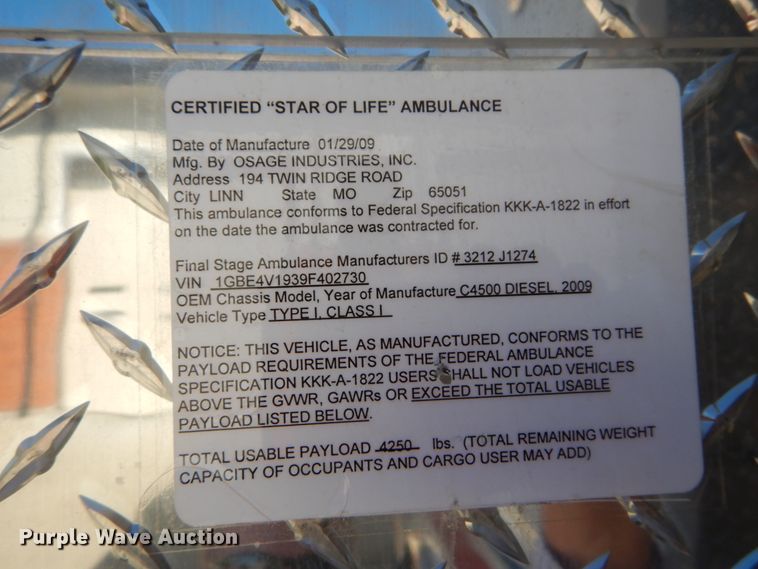 CERTIFIED “STAR OF LIFE” AMBULANCE
Date of Manufacture 01/29/09
Mfg. By OSAGE INDUSTRIES, INC.
Address 194 TWIN RIDGE ROAD
City LINN State MO Zip 65051
This ambulance conforms to Federal Specification KKK-A-1822 in effort
on the date the ambulance was contracted for.
Final Stage Ambulance Manufacturers ID # 3212 J1274
VIN 1GBE4V1939F402730
OEM Chassis Model, Year of Manufacture C4500 DIESEL, 2009
Vehicle Type TYPE I, CLASS I
NOTICE: THIS VEHICLE, AS MANUFACTURED, CONFORMS TO THE
PAYLOAD REQUIREMENTS OF THE FEDERAL AMBULANCE
SPECIFICATION KKK-A-1822 USERS SHALL NOT LOAD VEHICLES
ABOVE THE GVWR, GAWRs OR EXCEED THE TOTAL USABLE
PAYLOAD LISTED BELOW.
TOTAL USABLE PAYLOAD 4250 lbs. (TOTAL REMAINING WEIGHT
CAPACITY OF OCCUPANTS AND CARGO USER MAY ADD)
Purple Wave Auction